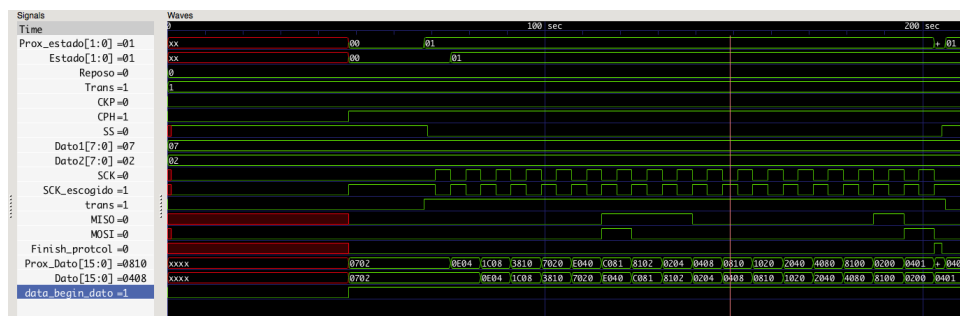 Signals Waves
Time 0 100 sec 200 sec
Prox_estado[1:0] =01 xx 00 01 + 01
Estado[1:0] =01 xx 00 01
Reposo =0 0
Trans =1 1
CKP =0
CPH =1
SS =0
Dato1[7:0] =07 07
Dato2[7:0] =02 02
SCK =0
SCK_escogido =1
trans =1
MISO =0
MOSI =0
Finish_protcol =0
Prox_Dato[15:0] =0810 xxxx 0702 0E04 1C08 3810 7020 E040 C081 8102 0204 0408 0810 1020 2040 4080 8100 0200 0401 + 040
Dato[15:0] =0408 xxxx 0702 0E04 1C08 3810 7020 E040 C081 8102 0204 0408 0810 1020 2040 4080 8100 0200 0401
data_begin_dato =1